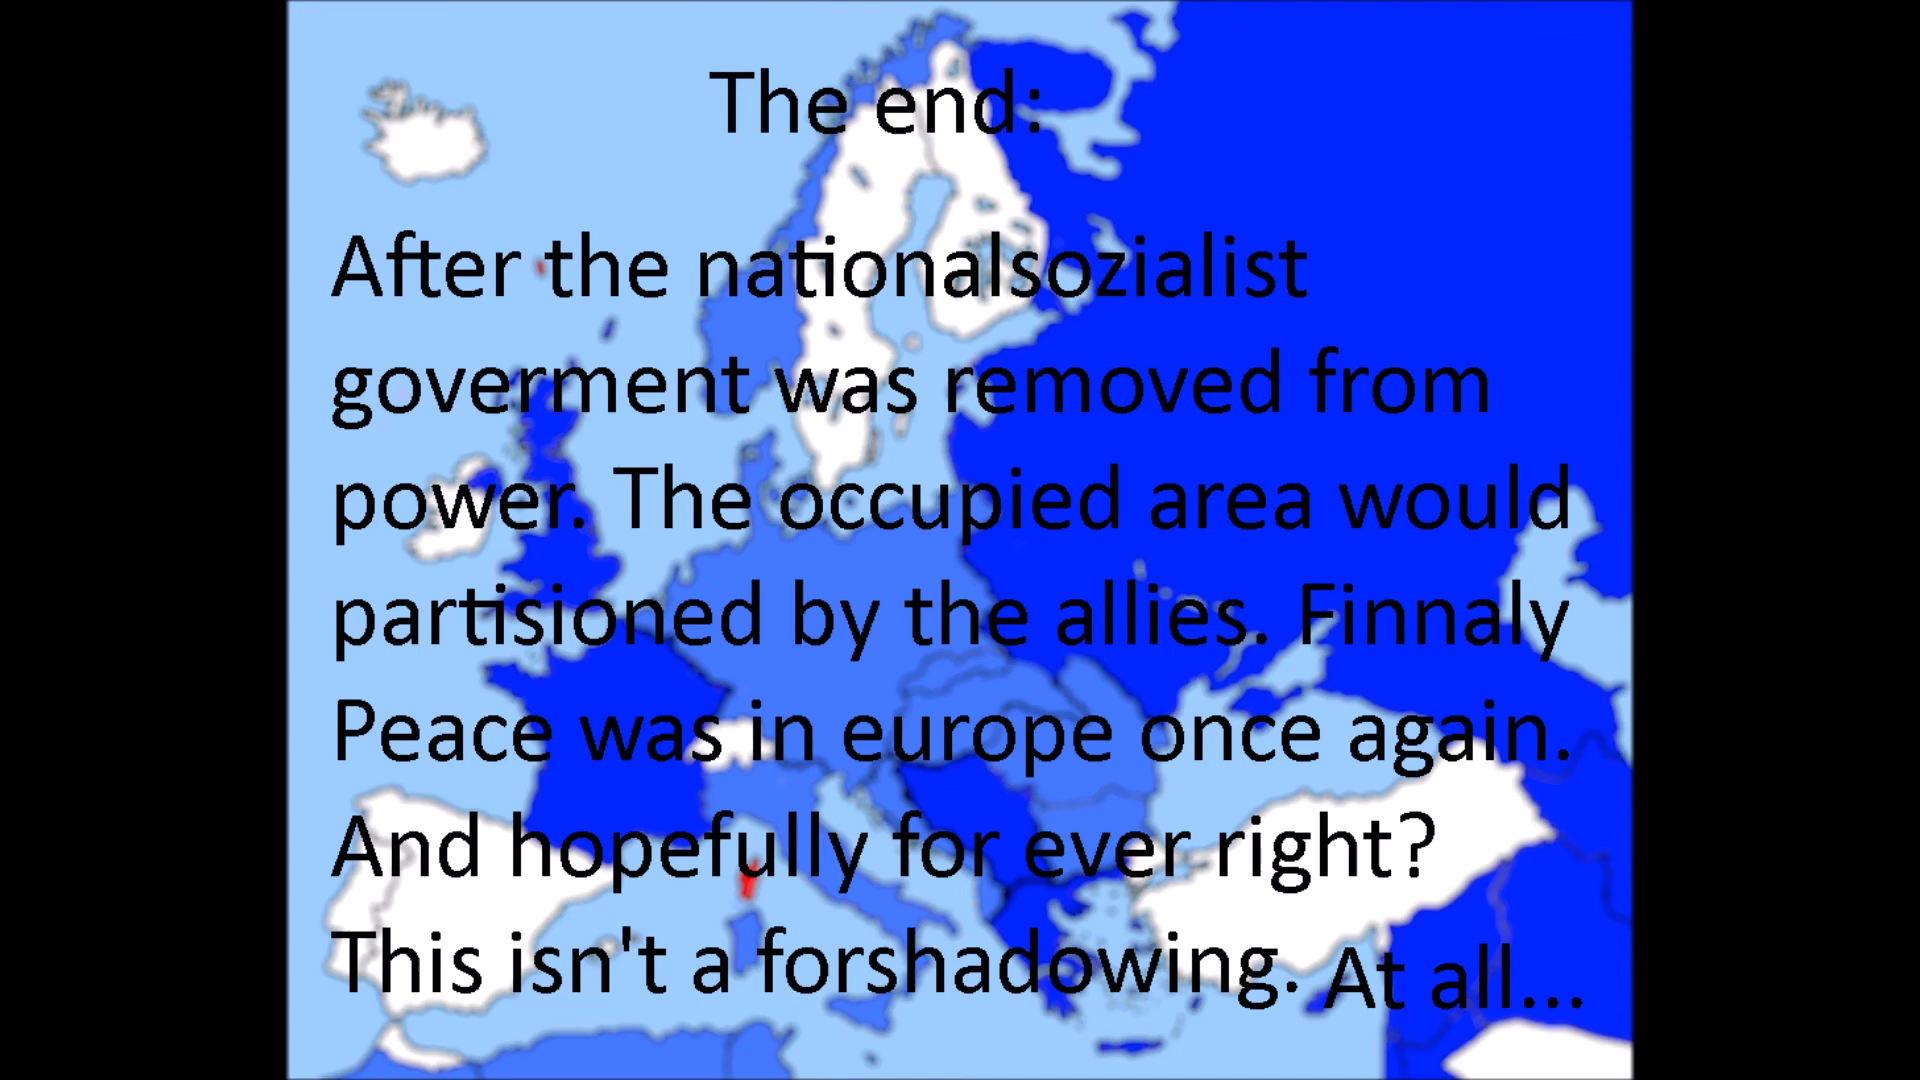 The end:
After the nationalsozialist
goverment was removed from
power. The occupied area would
partisioned by the allies. Finnaly
Peace was in europe once again.
And hopefully for ever right?
This isn't a forshadowing. At all...